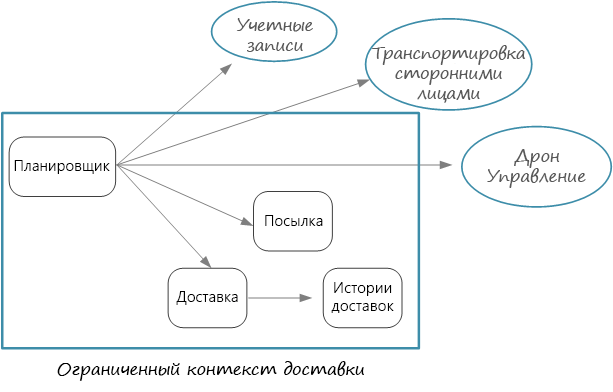 Учетные
записи
Транспортировка
сторонними
лицами
Планировщик
Дрон
Управление
Посылка
Доставка
Истории
доставок
Ограниченный контекст доставки